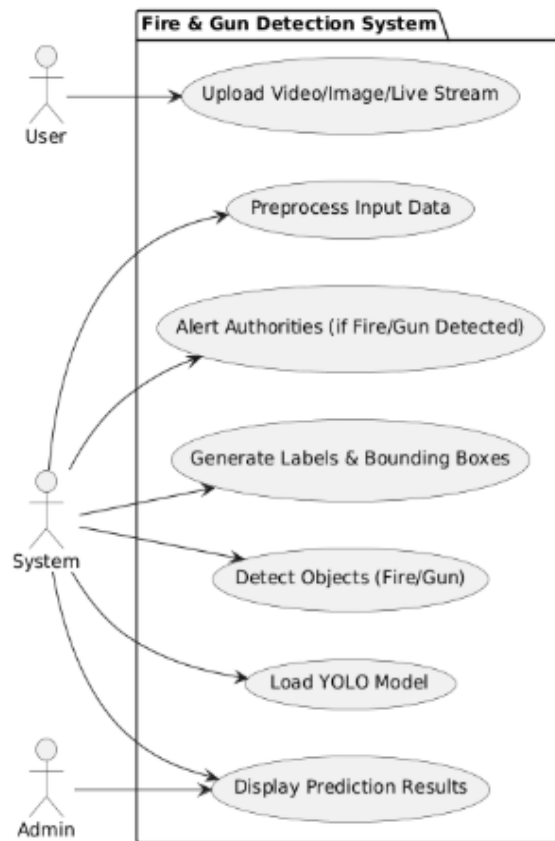 Fire & Gun Detection System
Upload Video/Image/Live Stream
User
Preprocess Input Data
Alert Authorities (if Fire/Gun Detected)
Generate Labels & Bounding Boxes
System
Detect Objects (Fire/Gun)
Load YOLO Model
Display Prediction Results
Admin